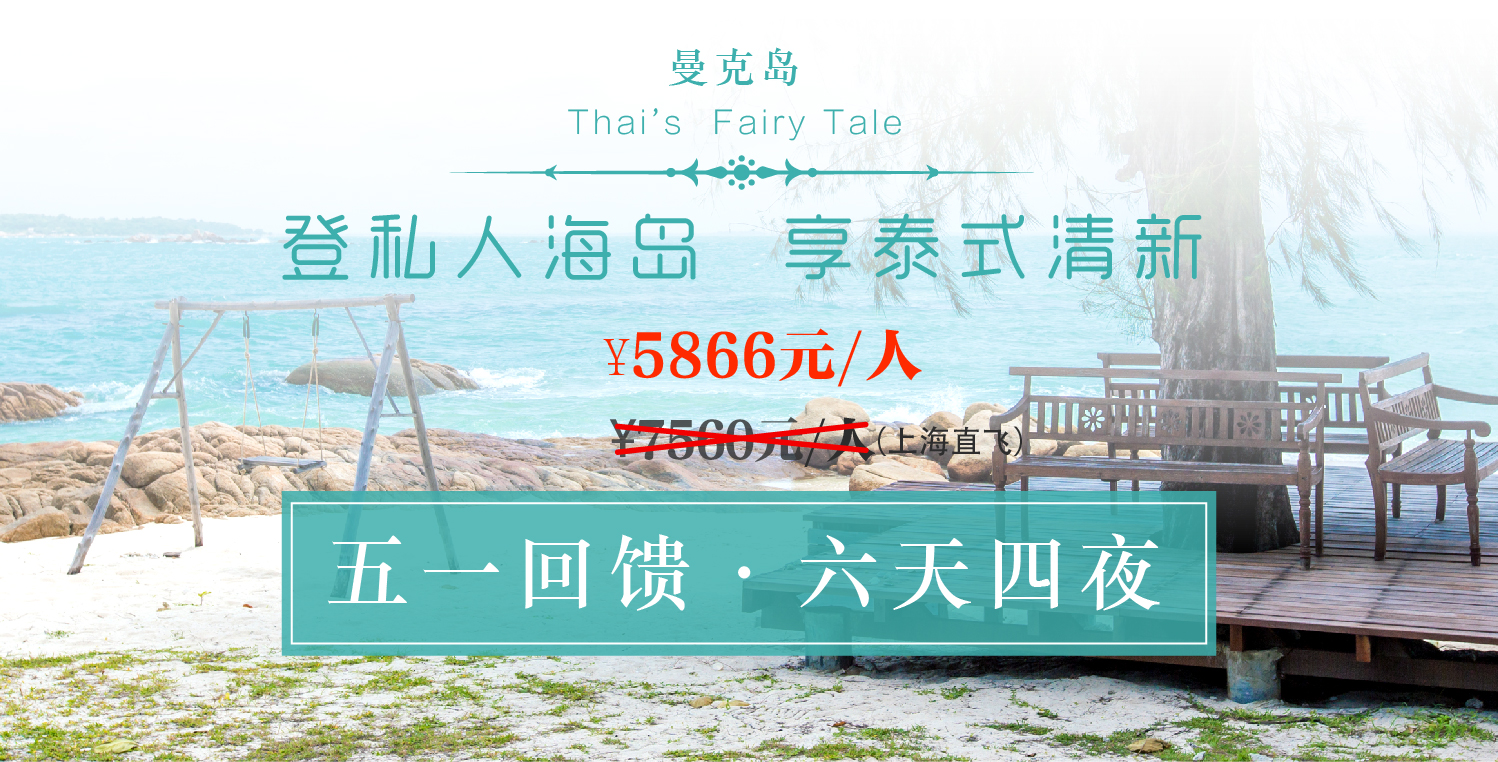 曼克岛
Thai's Fairy Tale
登私人海岛 享泰式清新
¥5866元/人
¥7560元/人(上海直飞)
五一回馈·六天四夜